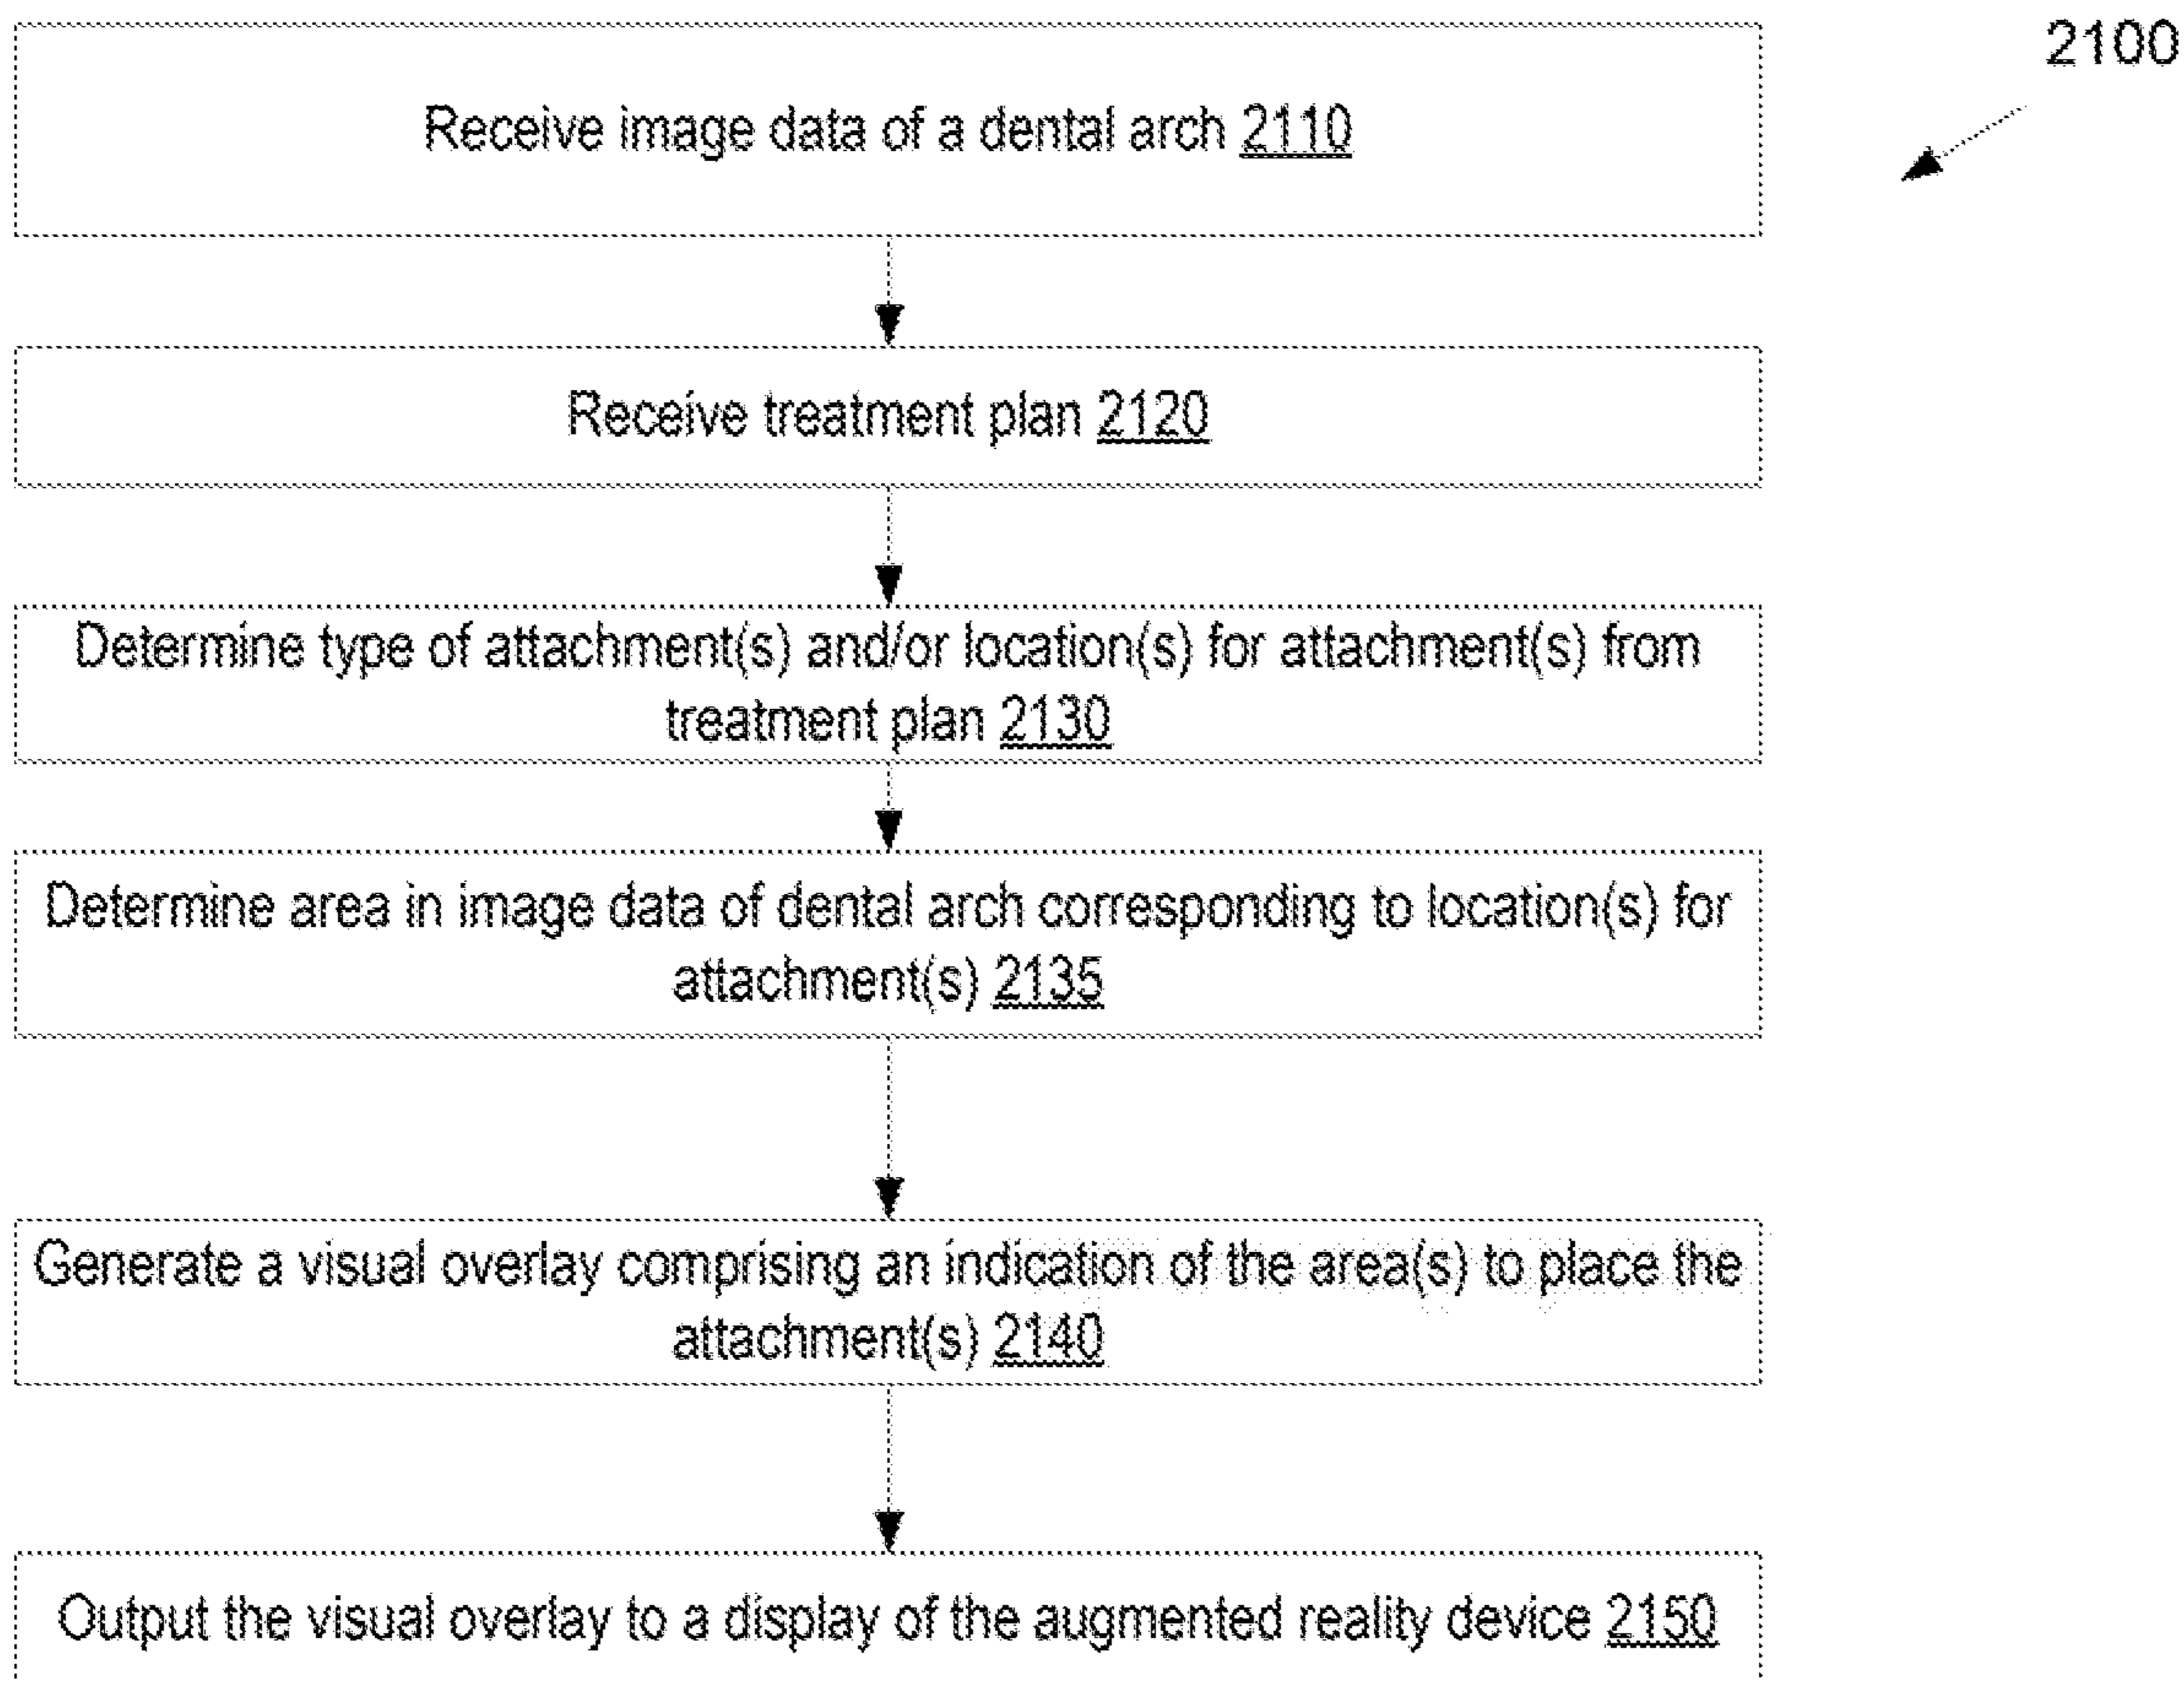 2100
Receive image data of a dental arch 2110
Receive treatment plan 2120
Determine type of attachment(s) and/or location(s) for attachment(s) from
treatment plan 2130
Determine area in image data of dental arch corresponding to location(s) for
attachment(s) 2135
Generate a visual overlay comprising an indication of the area(s) to place the
attachment(s) 2140
Output the visual overlay to a display of the augmented reality device 2150